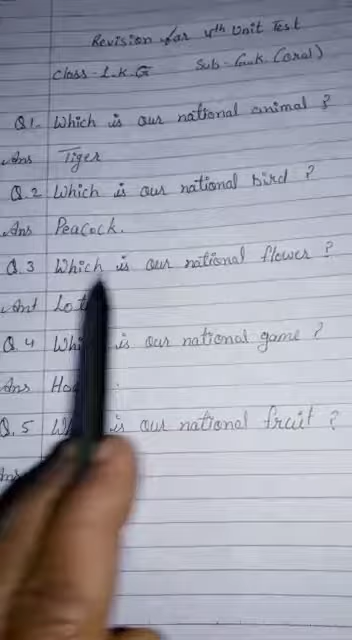 Revision for 4th Unit Test
Class - L.K.G Sub - G.K. (oral)
Q1. Which is our national animal ?
Ans Tiger
Q.2 Which is our national bird ?
Ans Peacock.
Q.3 Which is our national flower ?
Ans
Q.4 is our national game ?
Ans
Q.5 is our national fruit ?
Ans